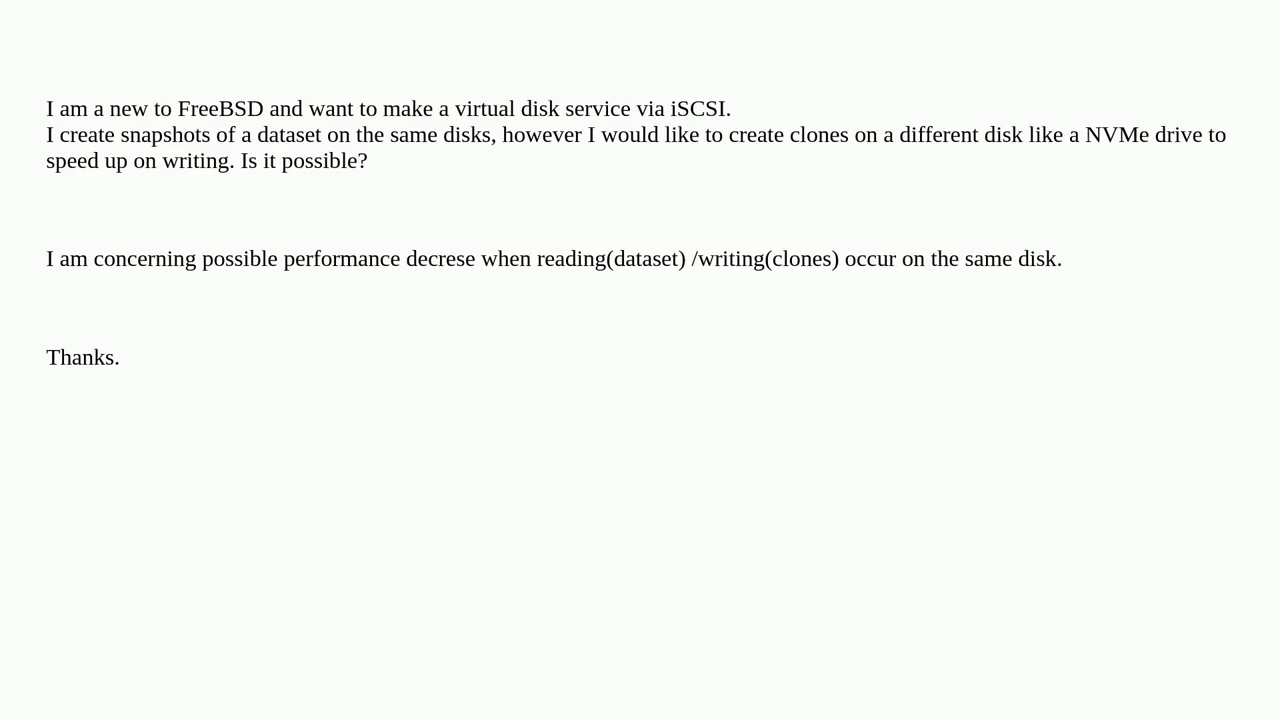 I am a new to FreeBSD and want to make a virtual disk service via iSCSI.
I create snapshots of a dataset on the same disks, however I would like to create clones on a different disk like a NVMe drive to
speed up on writing. Is it possible?
I am concerning possible performance decrese when reading(dataset) /writing(clones) occur on the same disk.
Thanks.